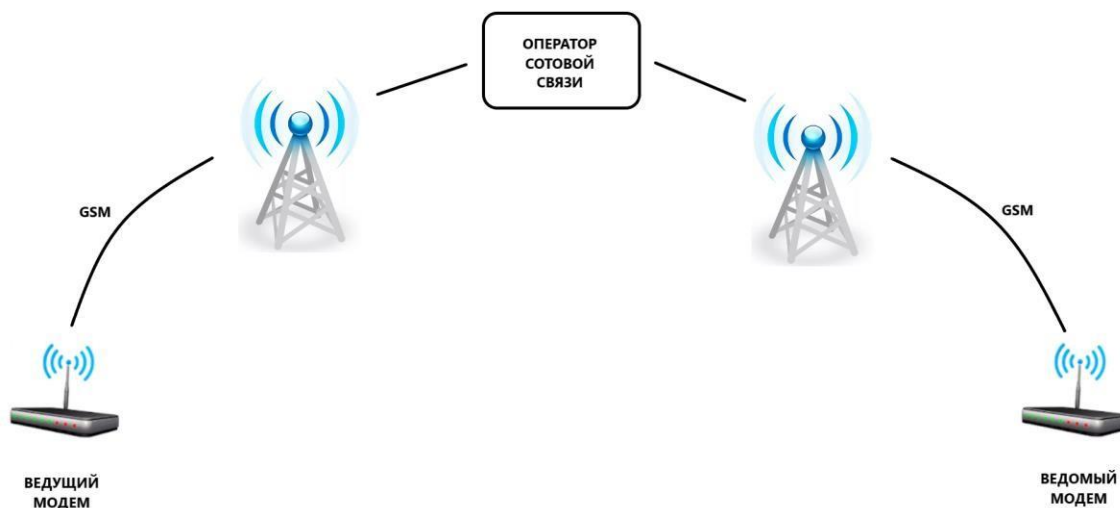 ОПЕРАТОР
СОТОВОЙ
СВЯЗИ
GSM
GSM
ВЕДУЩИЙ
МОДЕМ
ВЕДОМЫЙ
МОДЕМ